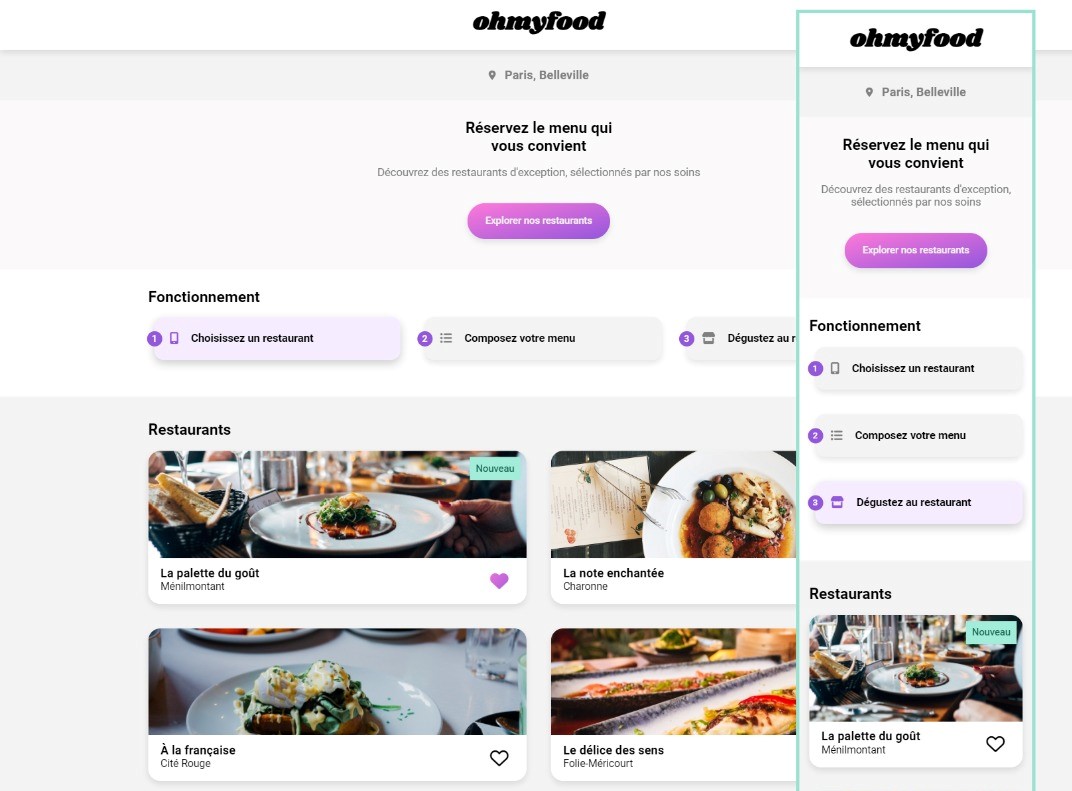 ohmyfood
Paris, Belleville
Réservez le menu qui
vous convient
Découvrez des restaurants d'exception, sélectionnés par nos soins
Explorer nos restaurants
Fonctionnement
1 Choisissez un restaurant
2 Composez votre menu
3 Dégustez au r
Restaurants
Nouveau
La palette du goût
Ménilmontant
La note enchantée
Charonne
À la française
Cité Rouge
Le délice des sens
Folie-Méricourt
ohmyfood
Paris, Belleville
Réservez le menu qui
vous convient
Découvrez des restaurants d'exception,
sélectionnés par nos soins
Explorer nos restaurants
Fonctionnement
1 Choisissez un restaurant
2 Composez votre menu
3 Dégustez au restaurant
Restaurants
Nouveau
La palette du goût
Ménilmontant